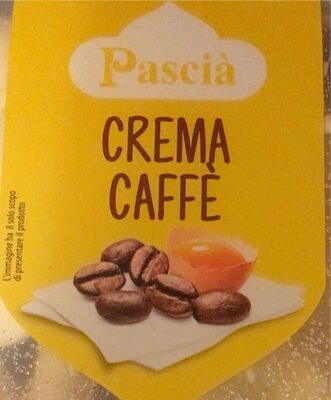 Pascià
CREMA
CAFFÈ
L'immagine ha il solo scopo
di presentare il prodotto